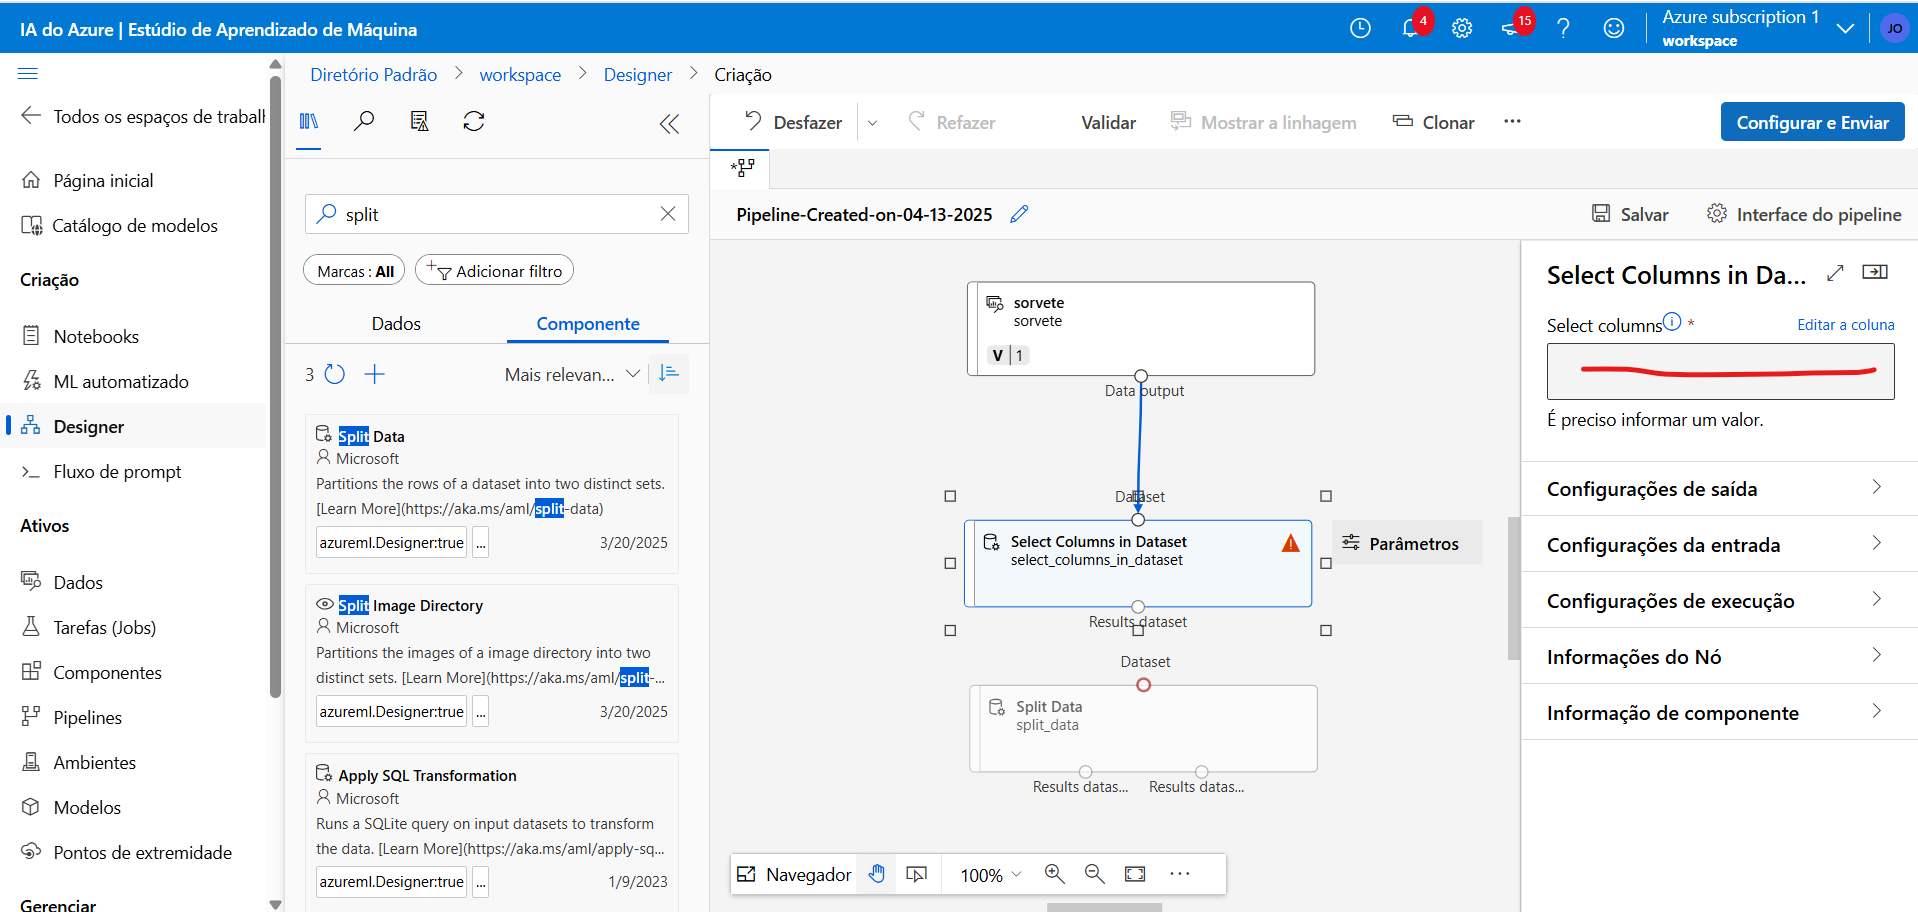 IA do Azure | Estúdio de Aprendizado de Máquina
4
15
Azure subscription 1
workspace
JO
Todos os espaços de trabal
Página inicial
Catálogo de modelos
Criação
Notebooks
ML automatizado
Designer
Fluxo de prompt
Ativos
Dados
Tarefas (Jobs)
Componentes
Pipelines
Ambientes
Modelos
Pontos de extremidade
Gerenciar
Diretório Padrão > workspace > Designer > Criação
split
Marcas : All
Adicionar filtro
Dados
Componente
3
Mais relevan...
Split Data
Microsoft
Partitions the rows of a dataset into two distinct sets.
[Learn More](https://aka.ms/aml/split-data)
azureml.Designer:true
...
3/20/2025
Split Image Directory
Microsoft
Partitions the images of a image directory into two
distinct sets. [Learn More](https://aka.ms/aml/split-...
azureml.Designer:true
...
3/20/2025
Apply SQL Transformation
Microsoft
Runs a SQLite query on input datasets to transform
the data. [Learn More](https://aka.ms/aml/apply-sq...
azureml.Designer:true
...
1/9/2023
Desfazer
Refazer
Validar
Mostrar a linhagem
Clonar
...
Configurar e Enviar
Pipeline-Created-on-04-13-2025
Salvar
Interface do pipeline
sorvete
sorvete
V | 1
Data output
Dataset
Select Columns in Dataset
select_columns_in_dataset
Results dataset
Parâmetros
Dataset
Split Data
split_data
Results datas...
Results datas...
Navegador
100%
...
Select Columns in Da...
Select columns *
Editar a coluna
É preciso informar um valor.
Configurações de saída
Configurações da entrada
Configurações de execução
Informações do Nó
Informação de componente